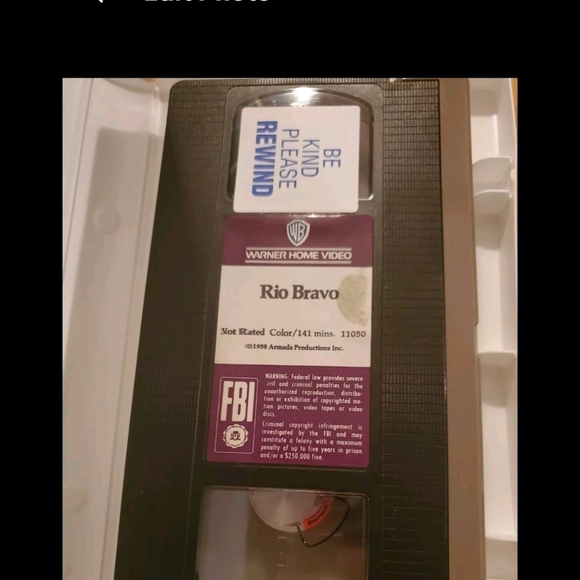 BE
KIND
PLEASE
REWIND
WB
WARNER HOME VIDEO
Rio Bravo
Not Rated Color/141 mins. 11050
©1958 Armada Productions Inc.
FBI
WARNING: Federal law provides severe
civil and criminal penalties for the
unauthorized reproduction, distribu-
tion or exhibition of copyrighted mo-
tion pictures, video tapes or video
discs.
Criminal copyright infringement is
investigated by the FBI and may
constitute a felony with a maximum
penalty of up to five years in prison
and/or a $250,000 fine.